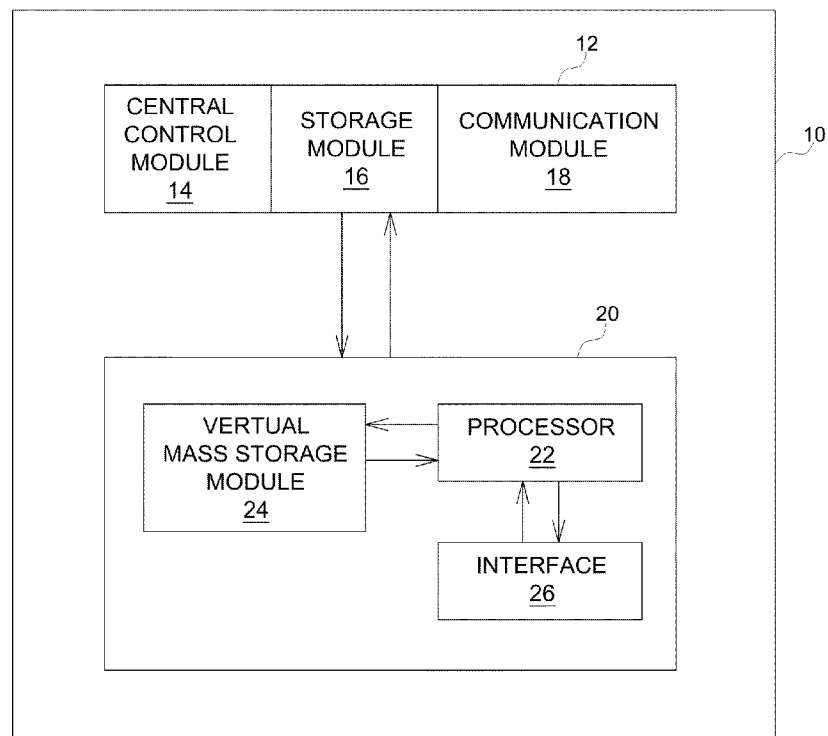 12
10
CENTRAL
CONTROL
MODULE
14
STORAGE
MODULE
16
COMMUNICATION
MODULE
18
20
VERTUAL
MASS STORAGE
MODULE
24
PROCESSOR
22
INTERFACE
26